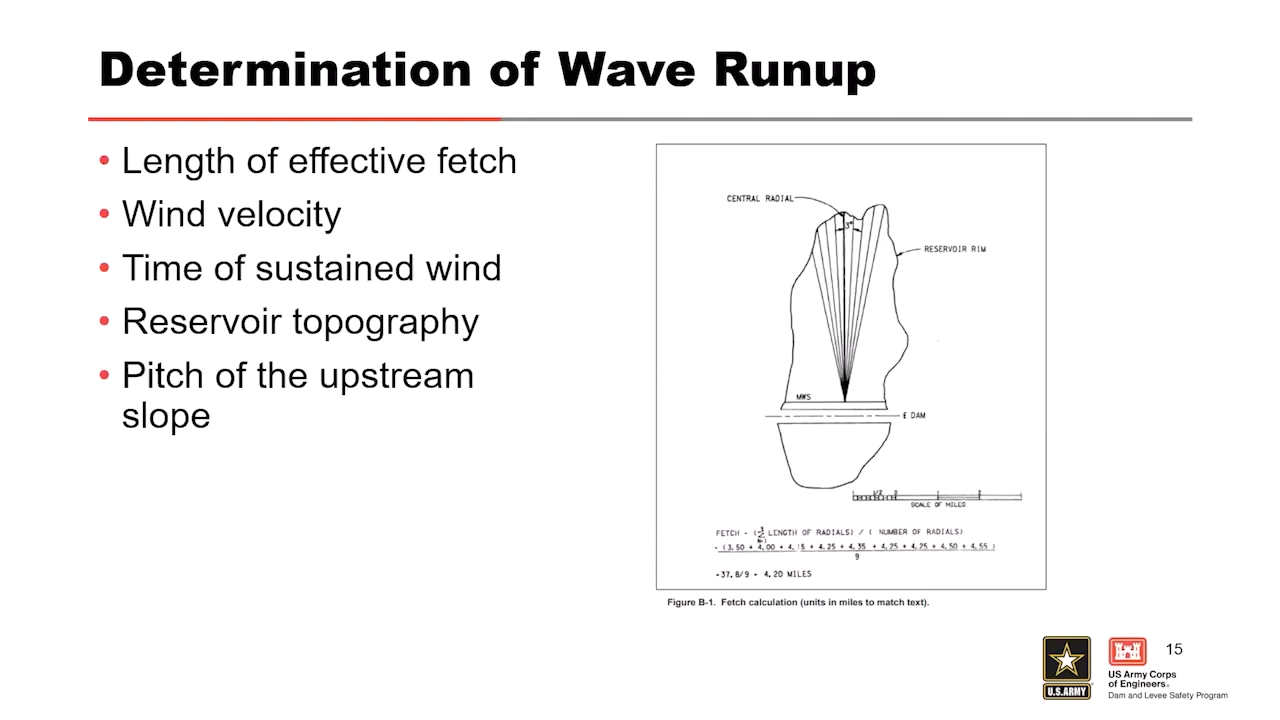 Determination of Wave Runup
• Length of effective fetch
• Wind velocity
• Time of sustained wind
• Reservoir topography
• Pitch of the upstream
slope
CENTRAL RADIAL
3°
RESERVOIR RIM
MWS
DAM
1/2
SCALE OF MILES
FETCH = ( Σ LENGTH OF RADIALS) / ( NUMBER OF RADIALS)
= (3.50 + 4.00 + 4.15 + 4.25 + 4.35 + 4.25 + 4.25 + 4.50 + 4.55 )
9
=37.8/9 = 4.20 MILES
Figure B-1. Fetch calculation (units in miles to match text).
15
U.S.ARMY
US Army Corps
of Engineers®
Dam and Levee Safety Program